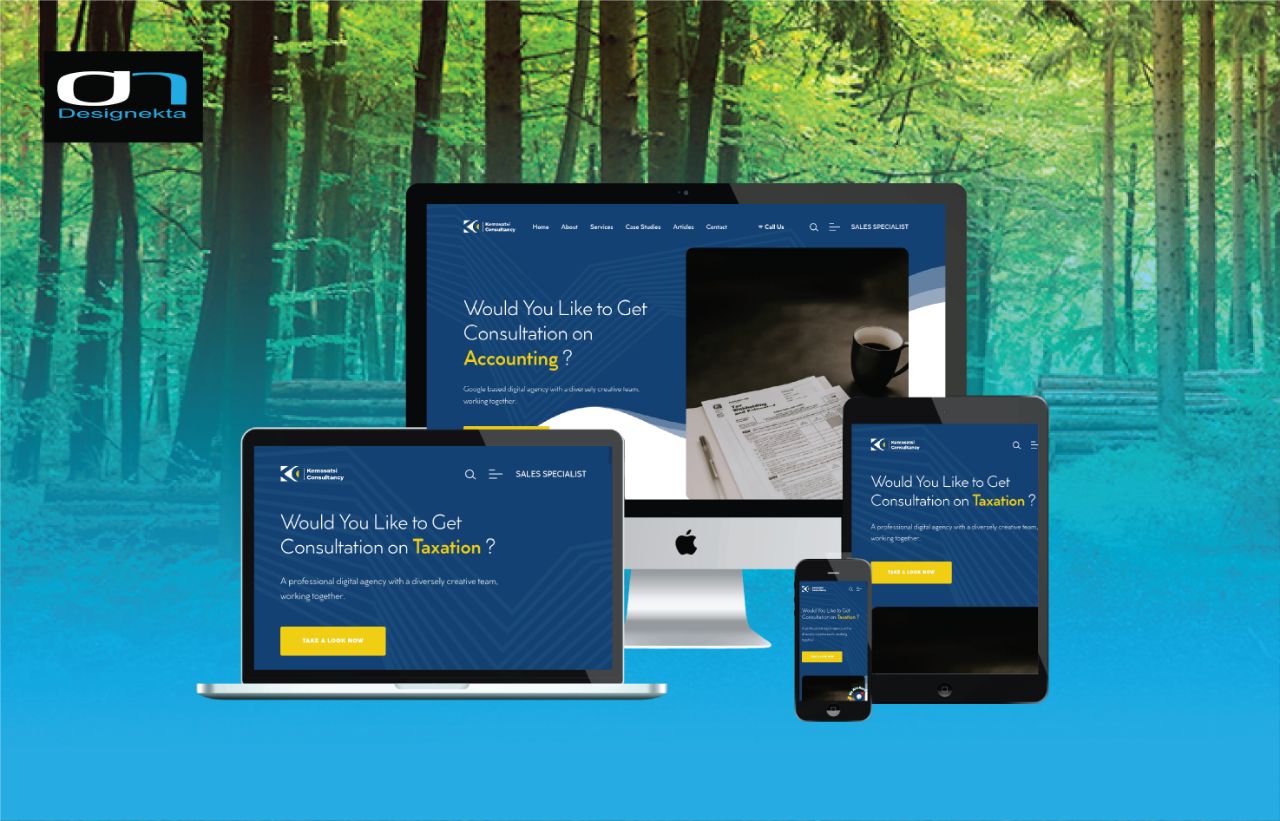 Designekta
Kemasatsi
Consultancy
Home About Services Case Studies Articles Contact Call Us SALES SPECIALIST
Would You Like to Get
Consultation on
Accounting ?
Google based digital agency with a diversely creative team,
working together.
Tax
Withholding
Kemasatsi
Consultancy
SALES SPECIALIST
Would You Like to Get
Consultation on Taxation ?
A professional digital agency with a diversely creative team,
working together.
TAKE A LOOK NOW
Kemasatsi
Consultancy
Would You Like to Get
Consultation on Taxation ?
A professional digital agency with a diversely creative team,
working together.
TAKE A LOOK NOW
Would You Like to Get
Consultation on Taxation ?